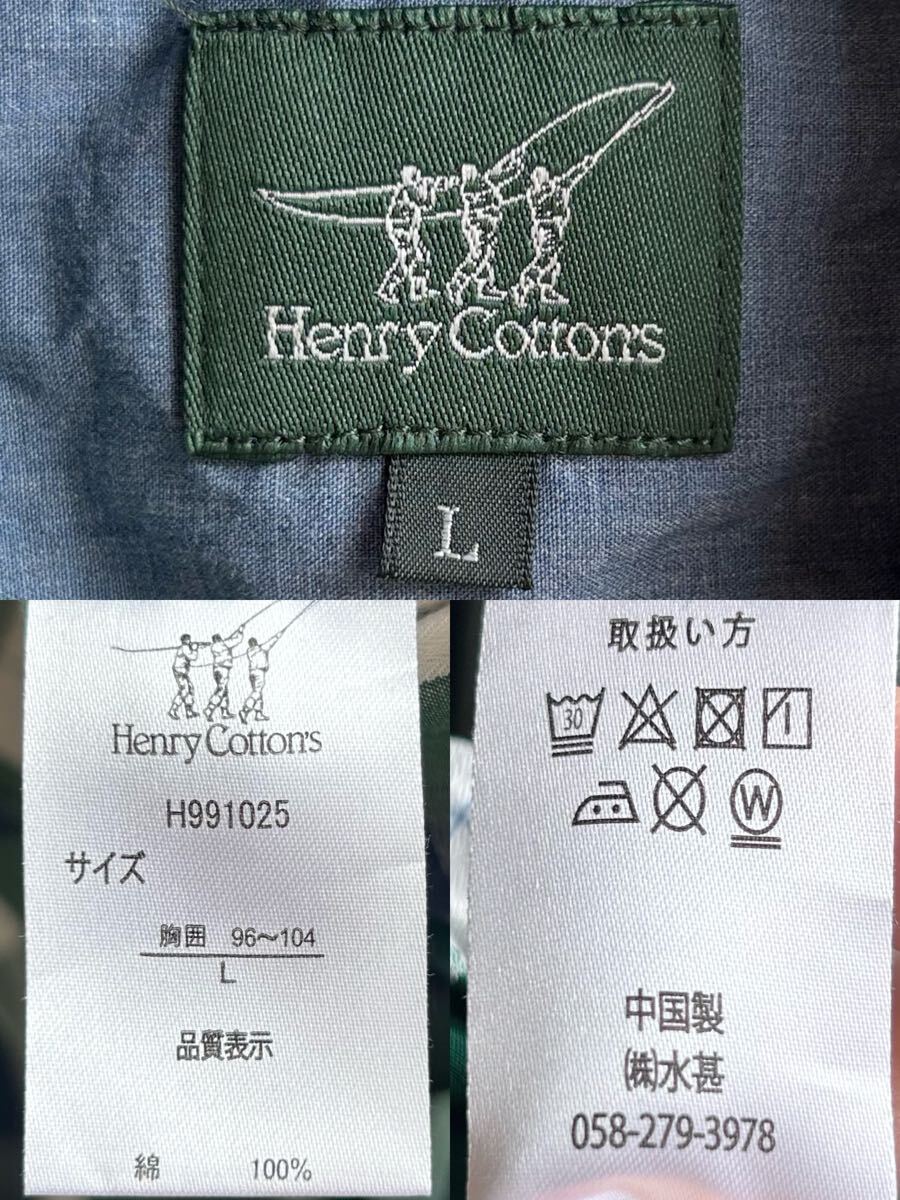 Henry Cotton's
L
Henry Cotton's
H991025
サイズ
胸囲 96～104
L
品質表示
綿 100%
取扱い方
30
W
中国製
㈱水甚
058-279-3978